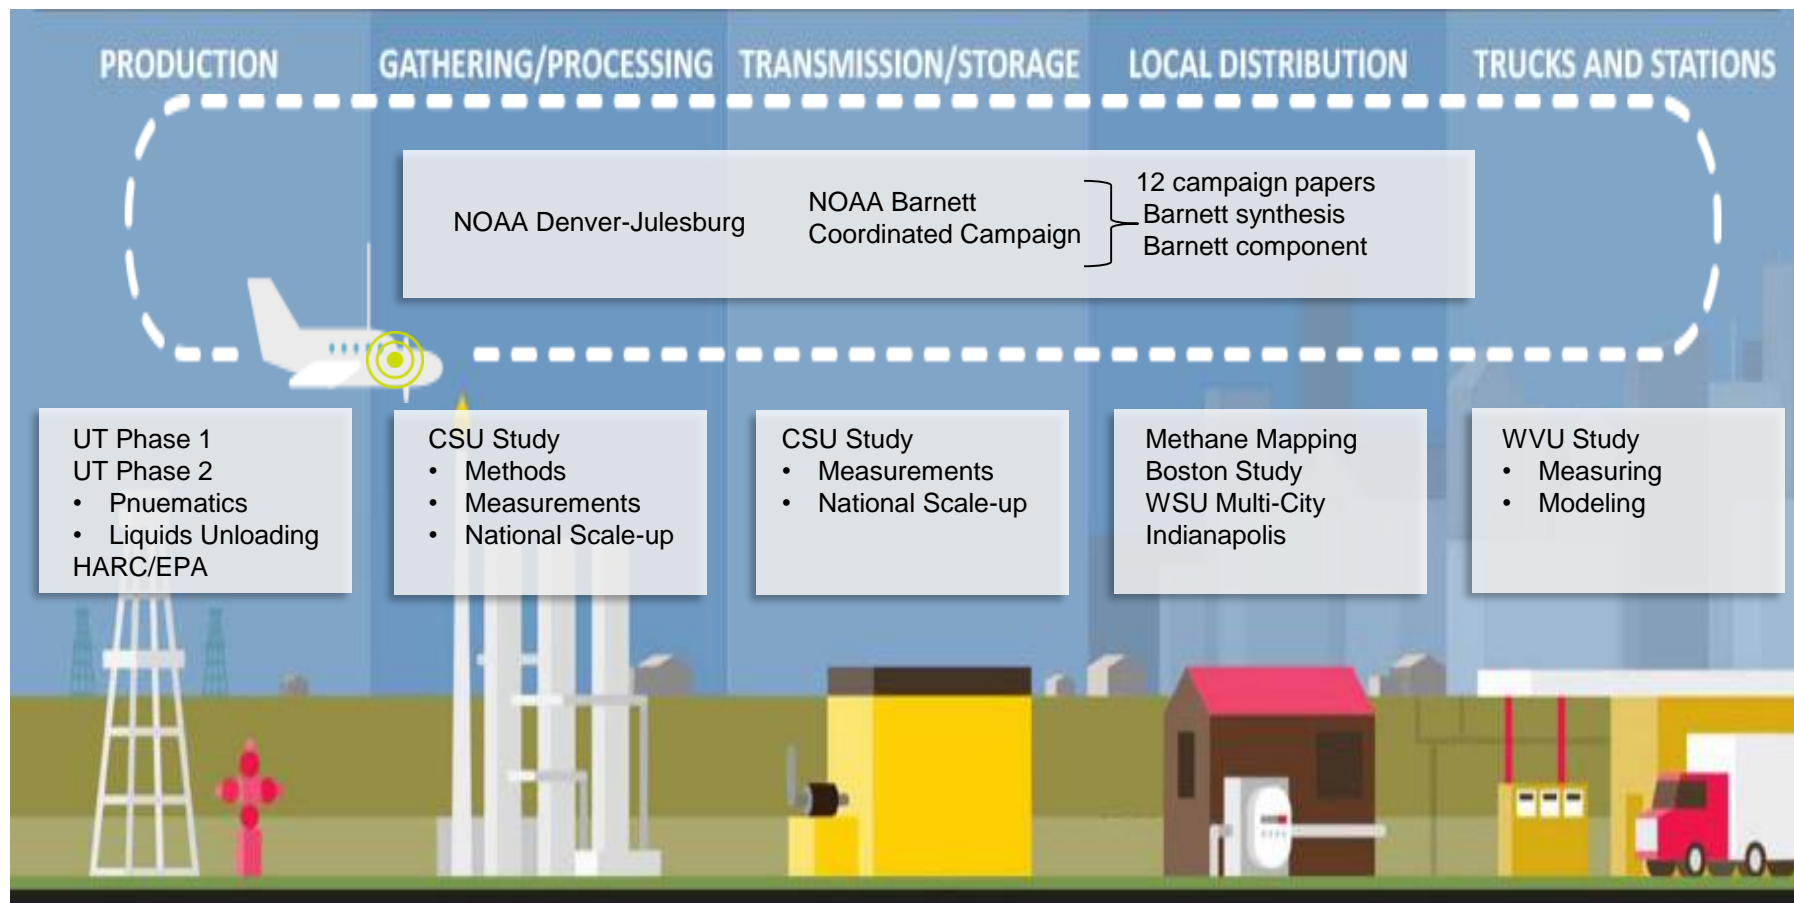 PRODUCTION
GATHERING/PROCESSING
TRANSMISSION/STORAGE
LOCAL DISTRIBUTION
TRUCKS AND STATIONS
NOAA Denver-Julesburg
NOAA Barnett
Coordinated Campaign
12 campaign papers
Barnett synthesis
Barnett component
UT Phase 1
UT Phase 2
• Pnuematics
• Liquids Unloading
HARC/EPA
CSU Study
• Methods
• Measurements
• National Scale-up
CSU Study
• Measurements
• National Scale-up
Methane Mapping
Boston Study
WSU Multi-City
Indianapolis
WVU Study
• Measuring
• Modeling